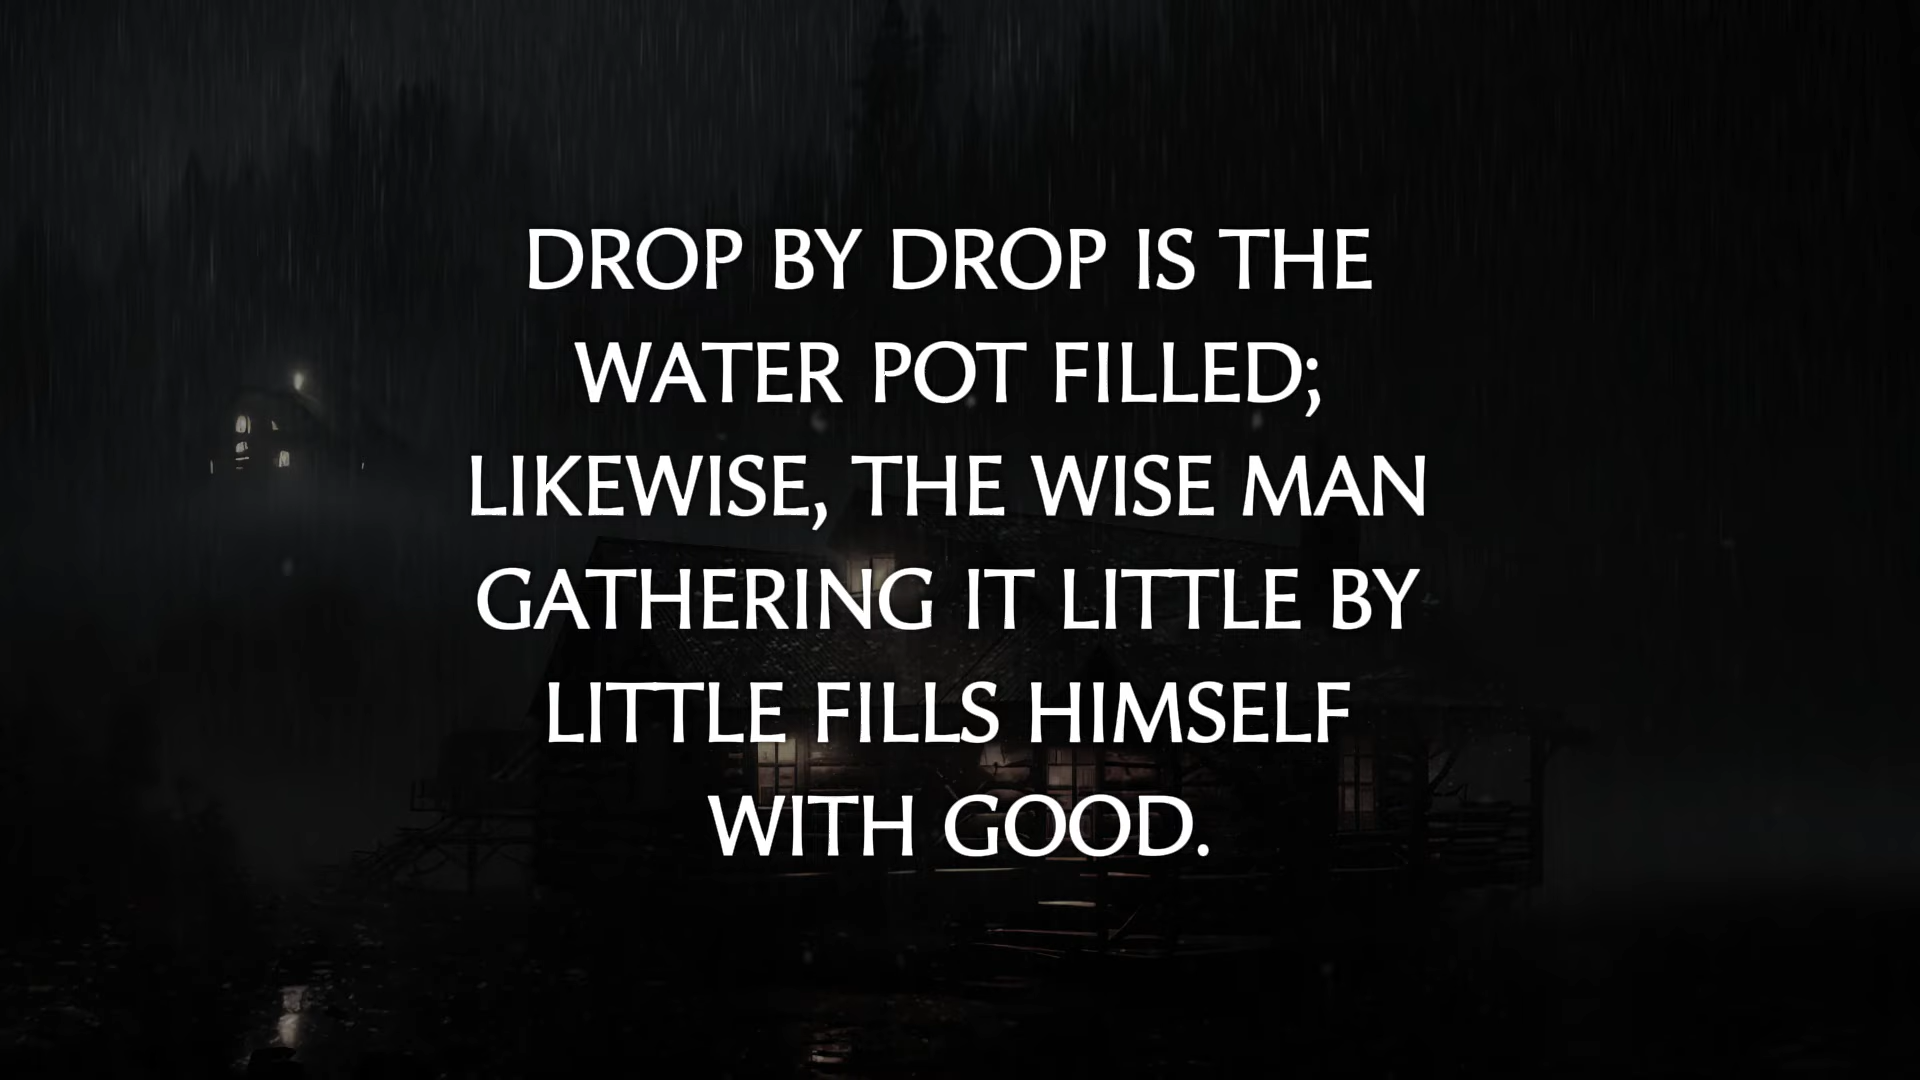 DROP BY DROP IS THE
WATER POT FILLED;
LIKEWISE, THE WISE MAN
GATHERING IT LITTLE BY
LITTLE FILLS HIMSELF
WITH GOOD.